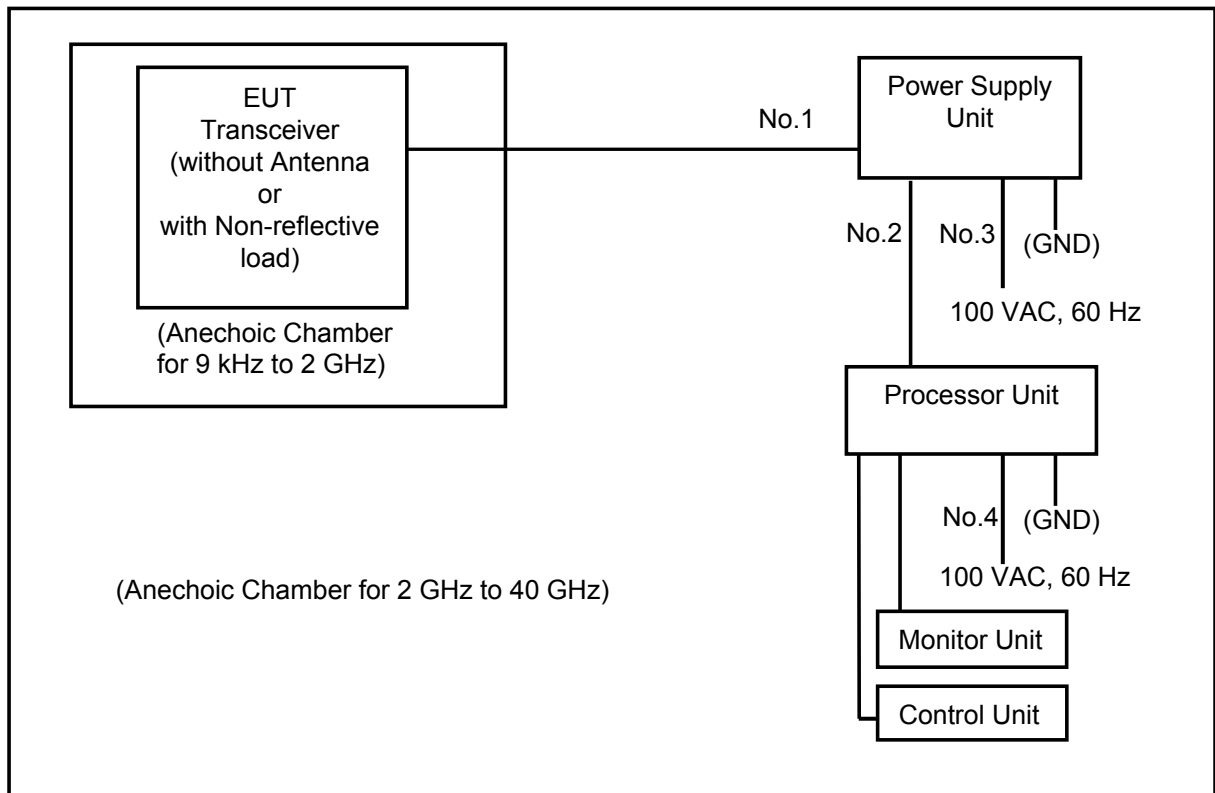 EUT
Transceiver
(without Antenna
or
with Non-reflective
load)
(Anechoic Chamber
for 9 kHz to 2 GHz)
No.1
Power Supply
Unit
No.2
No.3
(GND)
100 VAC, 60 Hz
Processor Unit
No.4
(GND)
100 VAC, 60 Hz
(Anechoic Chamber for 2 GHz to 40 GHz)
Monitor Unit
Control Unit